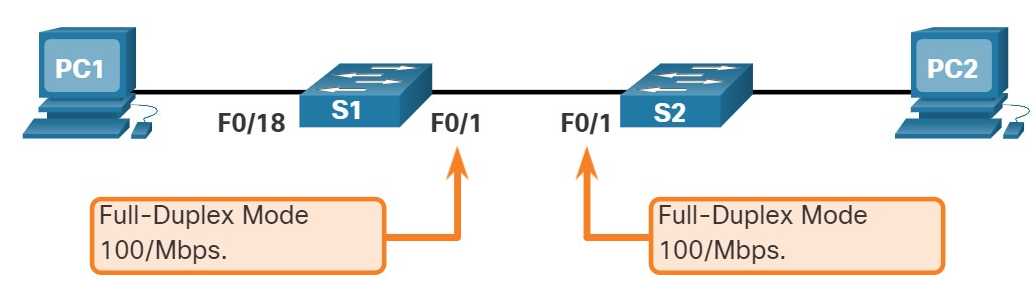 PC1
S1
S2
PC2
F0/18
F0/1
F0/1
Full-Duplex Mode
100/Mbps.
Full-Duplex Mode
100/Mbps.